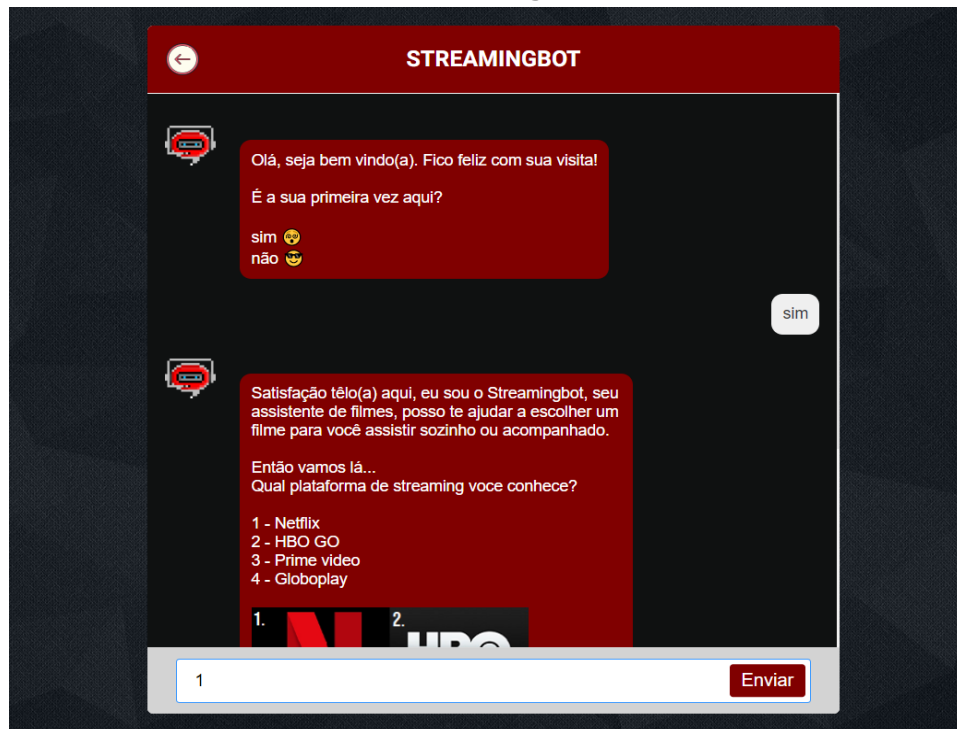 STREAMINGBOT
Olá, seja bem vindo(a). Fico feliz com sua visita!
É a sua primeira vez aqui?
sim 😵
não 😎
sim
Satisfação têlo(a) aqui, eu sou o Streamingbot, seu
assistente de filmes, posso te ajudar a escolher um
filme para você assistir sozinho ou acompanhado.
Então vamos lá...
Qual plataforma de streaming voce conhece?
1 - Netflix
2 - HBO GO
3 - Prime video
4 - Globoplay
1.
2.
HBO
1
Enviar